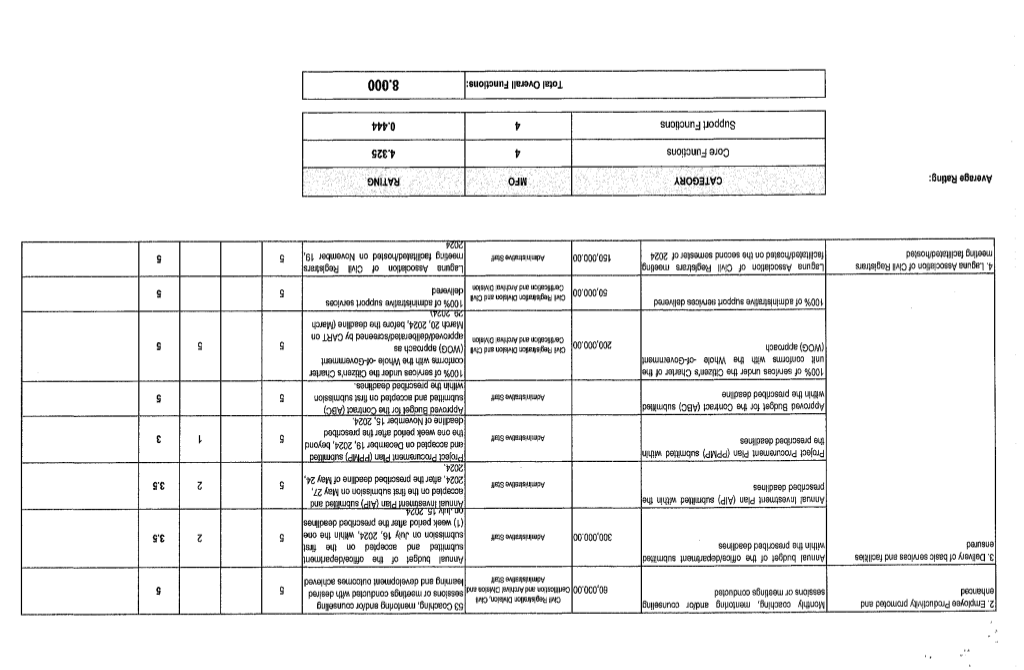 2. Employee Productivity promoted and
enhanced
Monthly coaching, mentoring and/or counseling
sessions or meetings conducted
60,000.00
Civil Registration Division, Civil
Certification and Archival Division and
Administrative Staff
53 Coaching, mentoring and/or counseling
sessions or meetings conducted with desired
learning and development outcomes achieved
5
5
3. Delivery of basic services and facilities
ensured
Annual budget of the office/department submitted
within the prescribed deadlines
300,000.00
Administrative Staff
Annual budget of the office/department
submitted and accepted on the first
submission on July 16, 2024, within the one
(1) week period after the prescribed deadlines
on July 15, 2024
5
2
3.5
Annual Investment Plan (AIP) submitted within the
prescribed deadlines
Administrative Staff
Annual Investment Plan (AIP) submitted and
accepted on the first submission on May 27,
2024, after the prescribed deadline of May 24,
2024.
5
2
3.5
Project Procurement Plan (PPMP) submitted within
the prescribed deadlines
Administrative Staff
Project Procurement Plan (PPMP) submitted
and accepted on December 19, 2024, beyond
the one week period after the prescribed
deadline of November 15, 2024.
5
1
3
Approved Budget for the Contract (ABC) submitted
within the prescribed deadline
Administrative Staff
Approved Budget for the Contract (ABC)
submitted and accepted on first submission
within the prescribed deadlines.
5
5
100% of services under the Citizen's Charter of the
unit conforms with the Whole -of-Government
(WOG) approach
200,000.00
Civil Registration Division and Civil
Certification and Archival Division
100% of services under the Citizen's Charter
conforms with the Whole -of-Government
(WOG) approach as
approved/deliberated/screened by CART on
March 20, 2024, before the deadline (March
29, 2024)
5
5
5
100% of administrative support services delivered
50,000.00
Civil Registration Division and Civil
Certification and Archival Division
100% of administrative support services
delivered
5
5
4. Laguna Association of Civil Registrars
meeting facilitated/hosted
Laguna Association of Civil Registrars meeting
facilitated/hosted on the second semester of 2024
150,000.00
Administrative Staff
Laguna Association of Civil Registrars
meeting facilitated/hosted on November 19,
2024
5
5
Average Rating:
CATEGORY MFO RATING
Core Functions 4 4.325
Support Functions 4 0.444
Total Overall Functions: 8.000